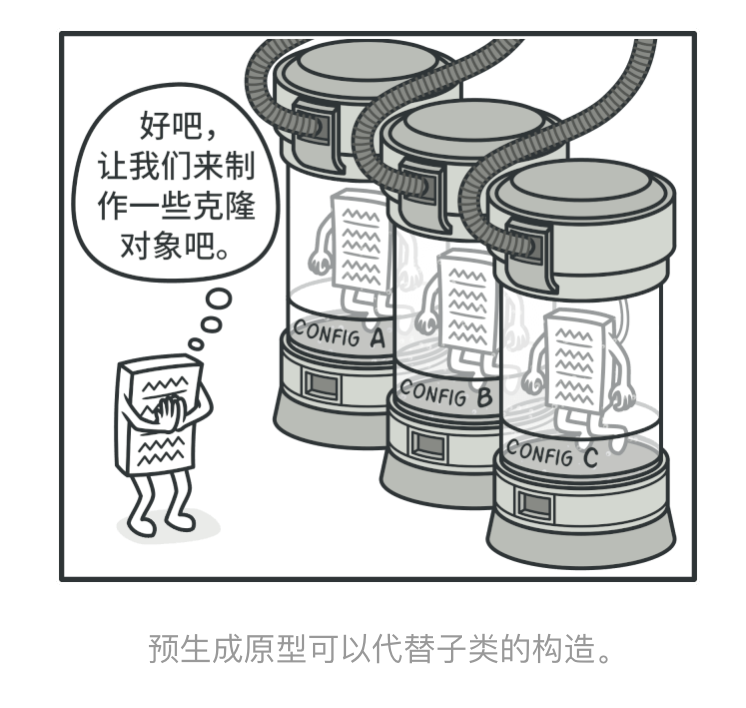 好吧，
让我们来制
作一些克隆
对象吧。
CONFIG A
CONFIG B
CONFIG C
预生成原型可以代替子类的构造。